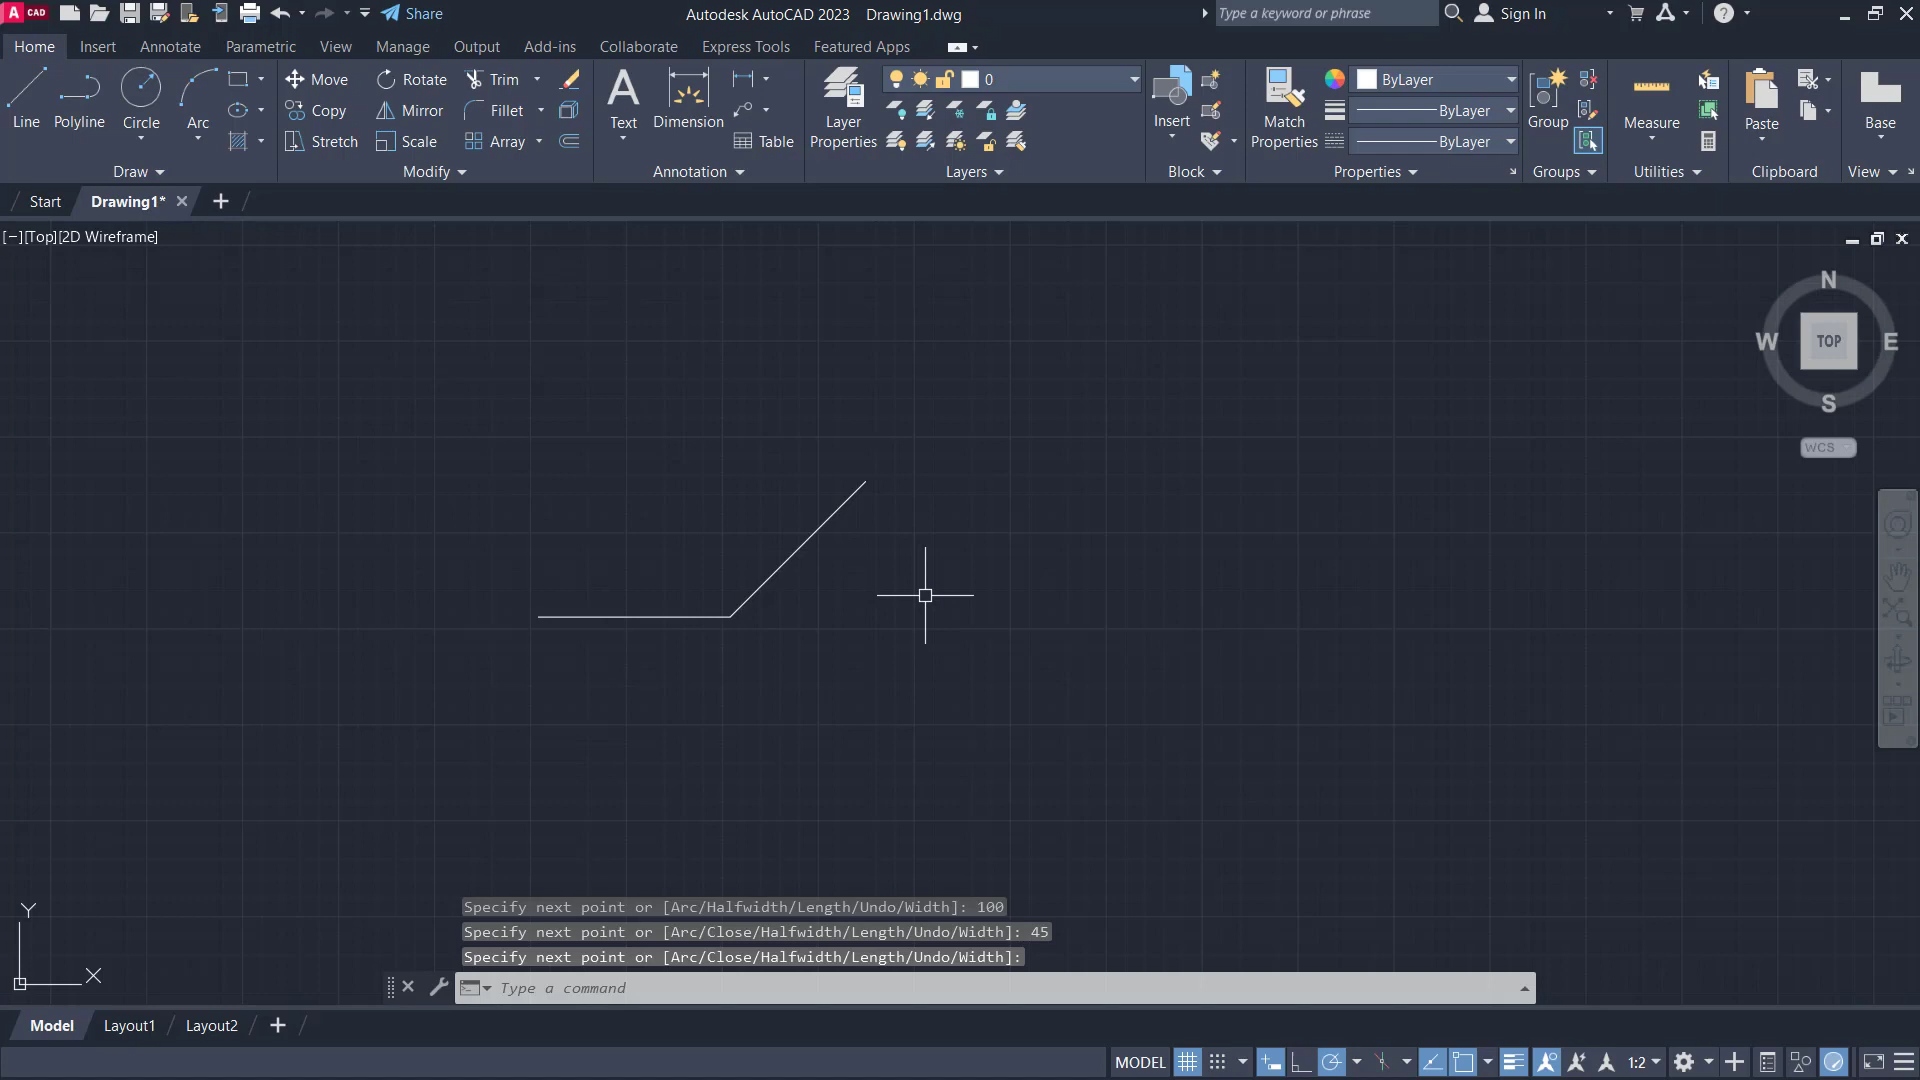 A CAD Share Autodesk AutoCAD 2023 Drawing1.dwg Type a keyword or phrase Sign In ?
Home Insert Annotate Parametric View Manage Output Add-ins Collaborate Express Tools Featured Apps
Move Rotate Trim 0 ByLayer
Line Polyline Circle Arc Copy Mirror Fillet Text Dimension Layer Properties Insert Match Properties ByLayer Group Measure Paste Base
Stretch Scale Array Table ByLayer
Draw Modify Annotation Layers Block Properties Groups Utilities Clipboard View
Start Drawing1* +
[−][Top][2D Wireframe]
N
W TOP E
S
WCS
Y
X
Specify next point or [Arc/Halfwidth/Length/Undo/Width]: 100
Specify next point or [Arc/Close/Halfwidth/Length/Undo/Width]: 45
Specify next point or [Arc/Close/Halfwidth/Length/Undo/Width]:
Type a command
Model Layout1 Layout2 +
MODEL 1:2